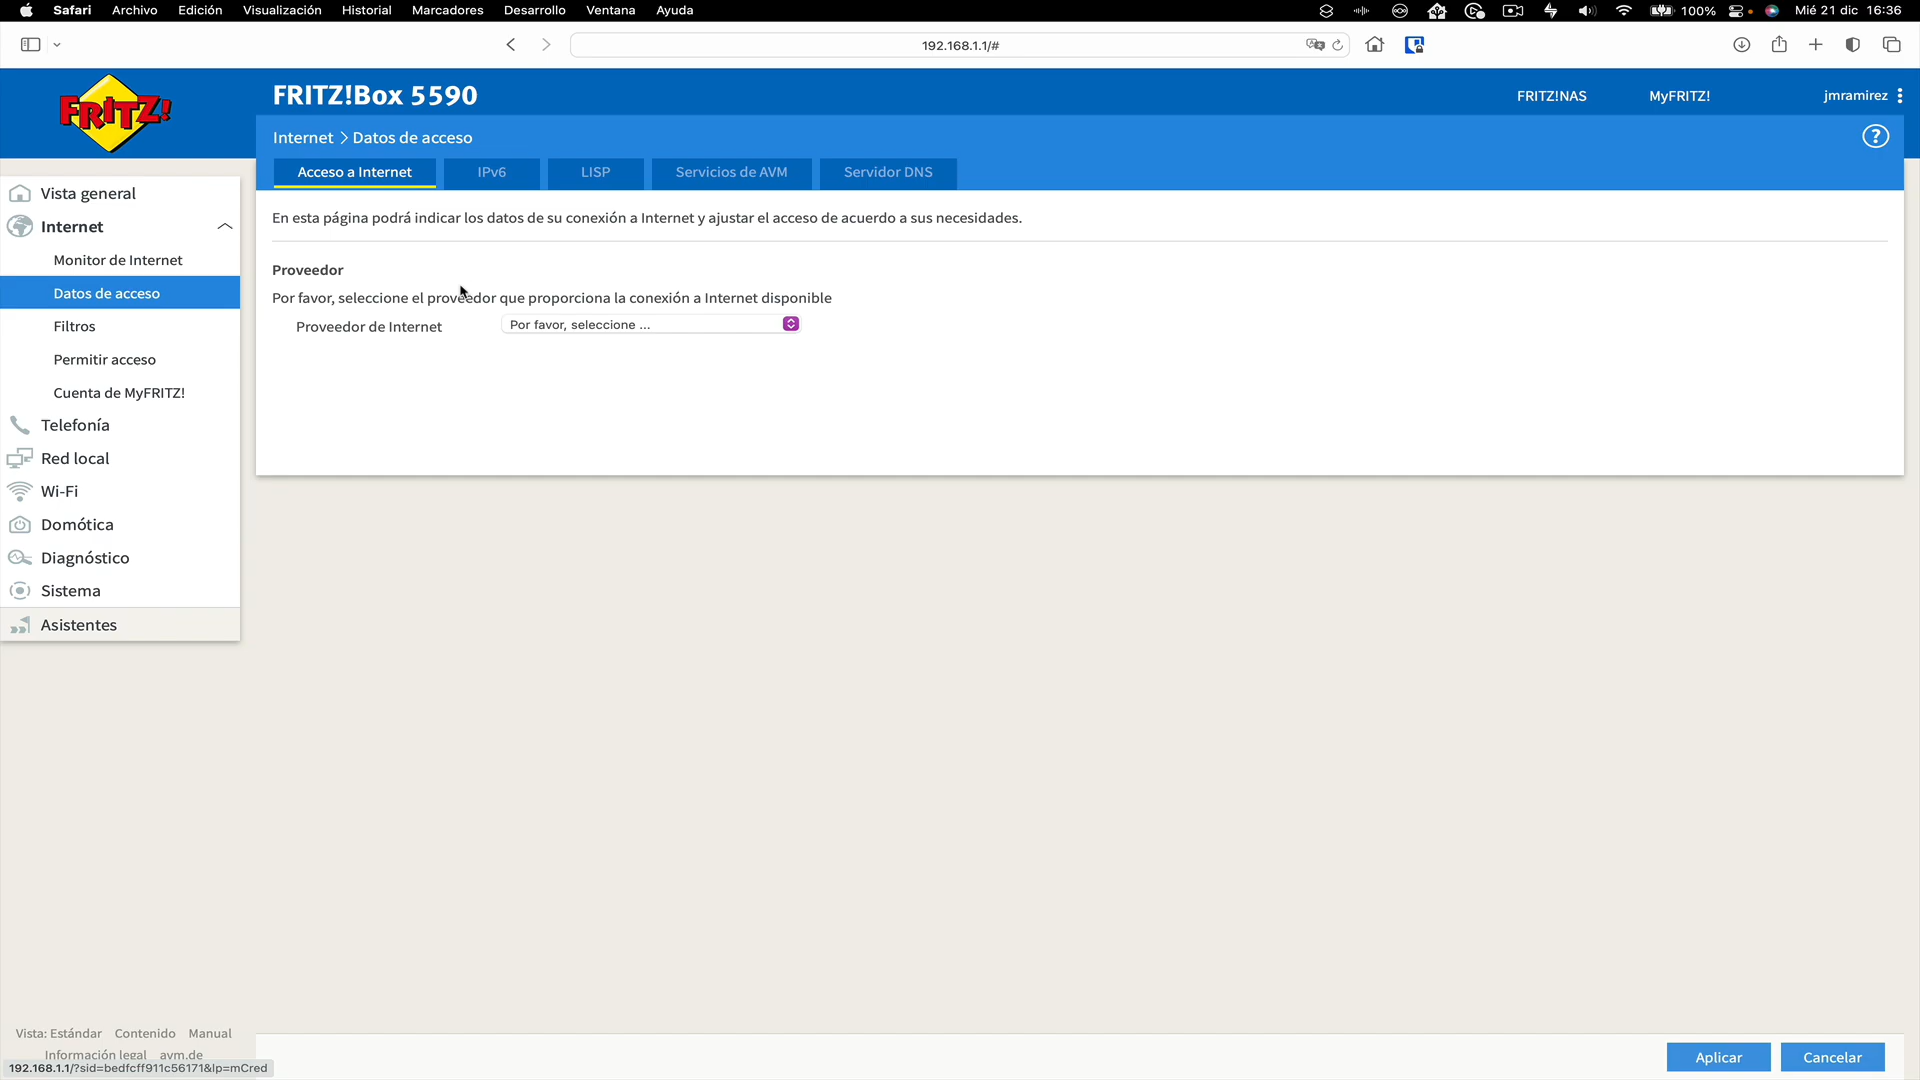 Safari Archivo Edición Visualización Historial Marcadores Desarrollo Ventana Ayuda 100% Mié 21 dic 16:36
192.168.1.1/#
FRITZ!
FRITZ!Box 5590
FRITZ!NAS MyFRITZ! jmramirez
Internet > Datos de acceso ?
Acceso a Internet IPv6 LISP Servicios de AVM Servidor DNS
Vista general
Internet
Monitor de Internet
Datos de acceso
Filtros
Permitir acceso
Cuenta de MyFRITZ!
Telefonía
Red local
Wi-Fi
Domótica
Diagnóstico
Sistema
Asistentes
En esta página podrá indicar los datos de su conexión a Internet y ajustar el acceso de acuerdo a sus necesidades.
Proveedor
Por favor, seleccione el proveedor que proporciona la conexión a Internet disponible
Proveedor de Internet Por favor, seleccione ...
Vista: Estándar Contenido Manual
Información legal avm.de
192.168.1.1/?sid=bedfcff911c56171&lp=mCred
Aplicar Cancelar